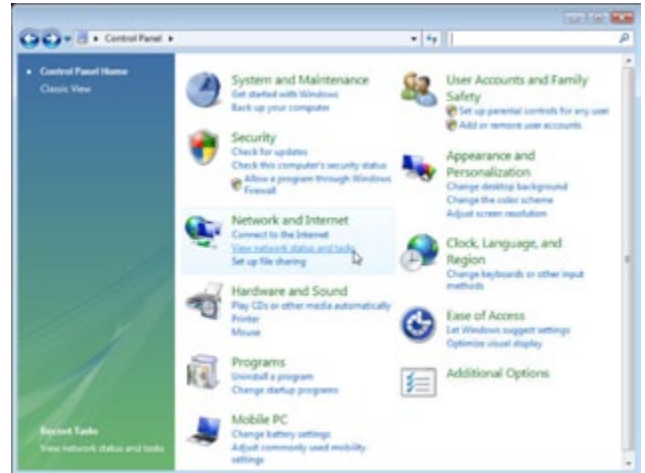 Control Panel
Control Panel Home
Classic View
System and Maintenance
Get started with Windows
Back up your computer
Security
Check for updates
Check this computer's security status
Allow a program through Windows
Firewall
Network and Internet
Connect to the Internet
View network status and tasks
Set up file sharing
Hardware and Sound
Play CDs or other media automatically
Printer
Mouse
Programs
Uninstall a program
Change startup programs
Mobile PC
Change battery settings
Adjust commonly used mobility
settings
User Accounts and Family
Safety
Set up parental controls for any user
Add or remove user accounts
Appearance and
Personalization
Change desktop background
Change the color scheme
Adjust screen resolution
Clock, Language, and
Region
Change keyboards or other input
methods
Ease of Access
Let Windows suggest settings
Optimize visual display
Additional Options
Recent Tasks
View network status and tasks